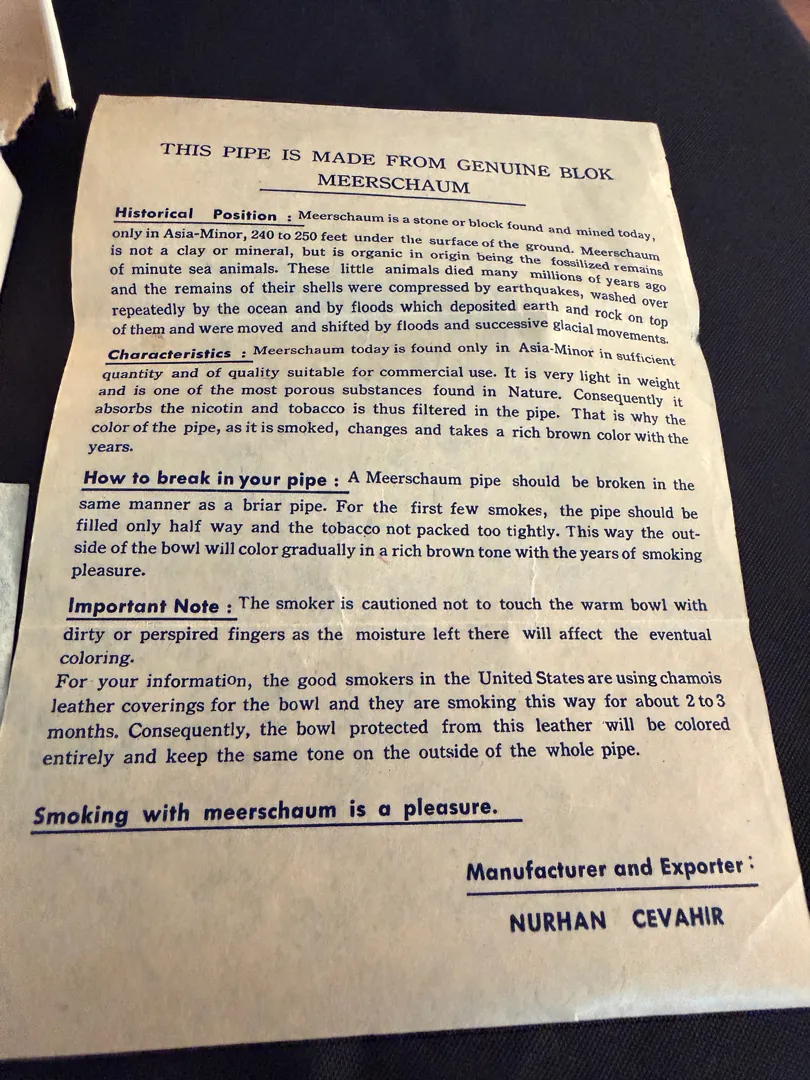 THIS PIPE IS MADE FROM GENUINE BLOK
MEERSCHAUM
Historical Position : Meerschaum is a stone or block found and mined today,
only in Asia-Minor, 240 to 250 feet under the surface of the ground. Meerschaum
is not a clay or mineral, but is organic in origin being the fossilized remains
of minute sea animals. These little animals died many millions of years ago
and the remains of their shells were compressed by earthquakes, washed over
repeatedly by the ocean and by floods which deposited earth and rock on top
of them and were moved and shifted by floods and successive glacial movements.
Characteristics : Meerschaum today is found only in Asia-Minor in sufficient
quantity and of quality suitable for commercial use. It is very light in weight
and is one of the most porous substances found in Nature. Consequently it
absorbs the nicotin and tobacco is thus filtered in the pipe. That is why the
color of the pipe, as it is smoked, changes and takes a rich brown color with the
years.
How to break in your pipe : A Meerschaum pipe should be broken in the
same manner as a briar pipe. For the first few smokes, the pipe should be
filled only half way and the tobacco not packed too tightly. This way the out-
side of the bowl will color gradually in a rich brown tone with the years of smoking
pleasure.
Important Note : The smoker is cautioned not to touch the warm bowl with
dirty or perspired fingers as the moisture left there will affect the eventual
coloring.
For your information, the good smokers in the United States are using chamois
leather coverings for the bowl and they are smoking this way for about 2 to 3
months. Consequently, the bowl protected from this leather will be colored
entirely and keep the same tone on the outside of the whole pipe.
Smoking with meerschaum is a pleasure.
Manufacturer and Exporter :
NURHAN CEVAHIR